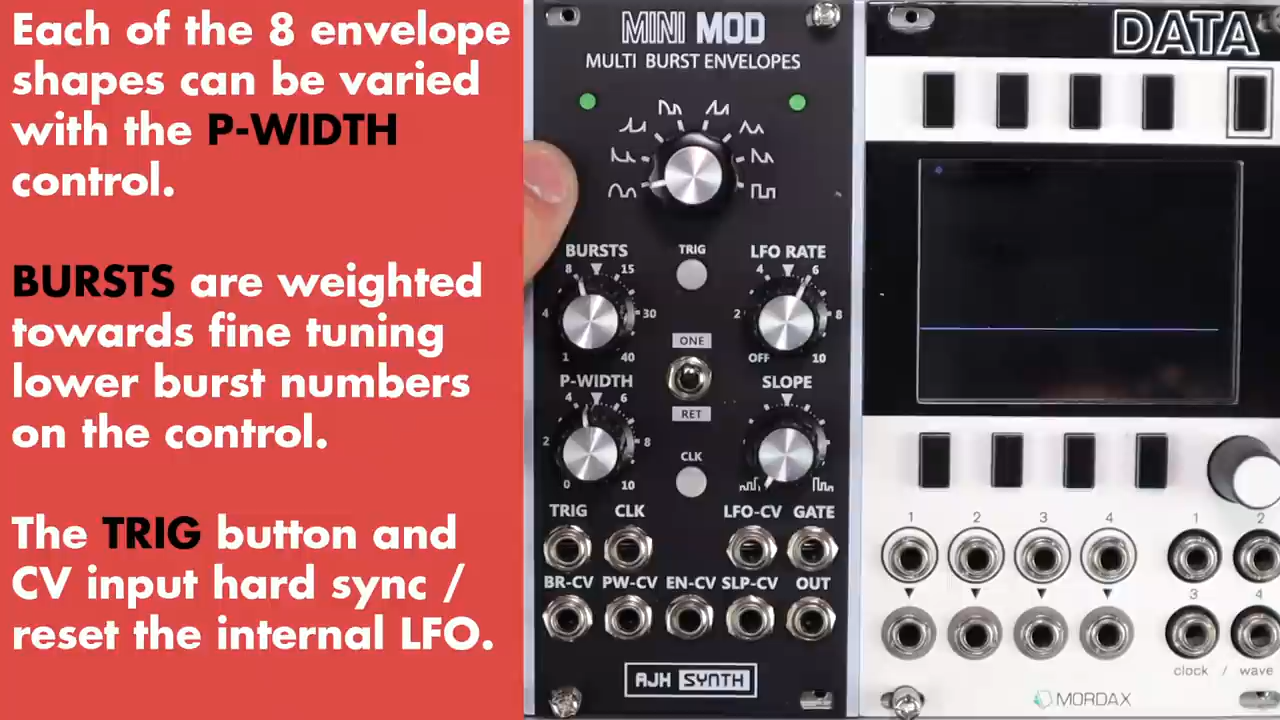 Each of the 8 envelope
shapes can be varied
with the P-WIDTH
control.
BURSTS are weighted
towards fine tuning
lower burst numbers
on the control.
The TRIG button and
CV input hard sync /
reset the internal LFO.
MINI MOD
MULTI BURST ENVELOPES
BURSTS
TRIG
LFO RATE
8 15
4 6
4 30
2 8
1 40
ONE
OFF 10
P-WIDTH
SLOPE
4 6
RET
2 8
CLK
0 10
TRIG CLK LFO-CV GATE
BR-CV PW-CV EN-CV SLP-CV OUT
AJH SYNTH
DATA
1 2 3 4 1 2
3 4
clock / wave
MORDAX